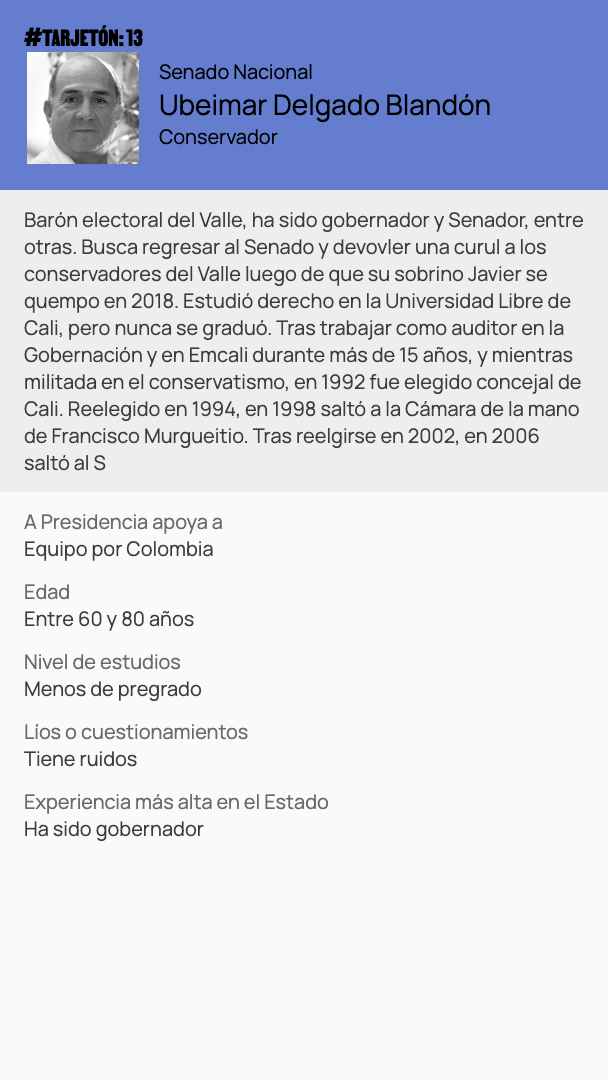 #TARJETÓN: 13
Senado Nacional
Ubeimar Delgado Blandón
Conservador
Barón electoral del Valle, ha sido gobernador y Senador, entre
otras. Busca regresar al Senado y devovler una curul a los
conservadores del Valle luego de que su sobrino Javier se
quempo en 2018. Estudió derecho en la Universidad Libre de
Cali, pero nunca se graduó. Tras trabajar como auditor en la
Gobernación y en Emcali durante más de 15 años, y mientras
militada en el conservatismo, en 1992 fue elegido concejal de
Cali. Reelegido en 1994, en 1998 saltó a la Cámara de la mano
de Francisco Murgueitio. Tras reelgirse en 2002, en 2006
saltó al S
A Presidencia apoya a
Equipo por Colombia
Edad
Entre 60 y 80 años
Nivel de estudios
Menos de pregrado
Líos o cuestionamientos
Tiene ruidos
Experiencia más alta en el Estado
Ha sido gobernador